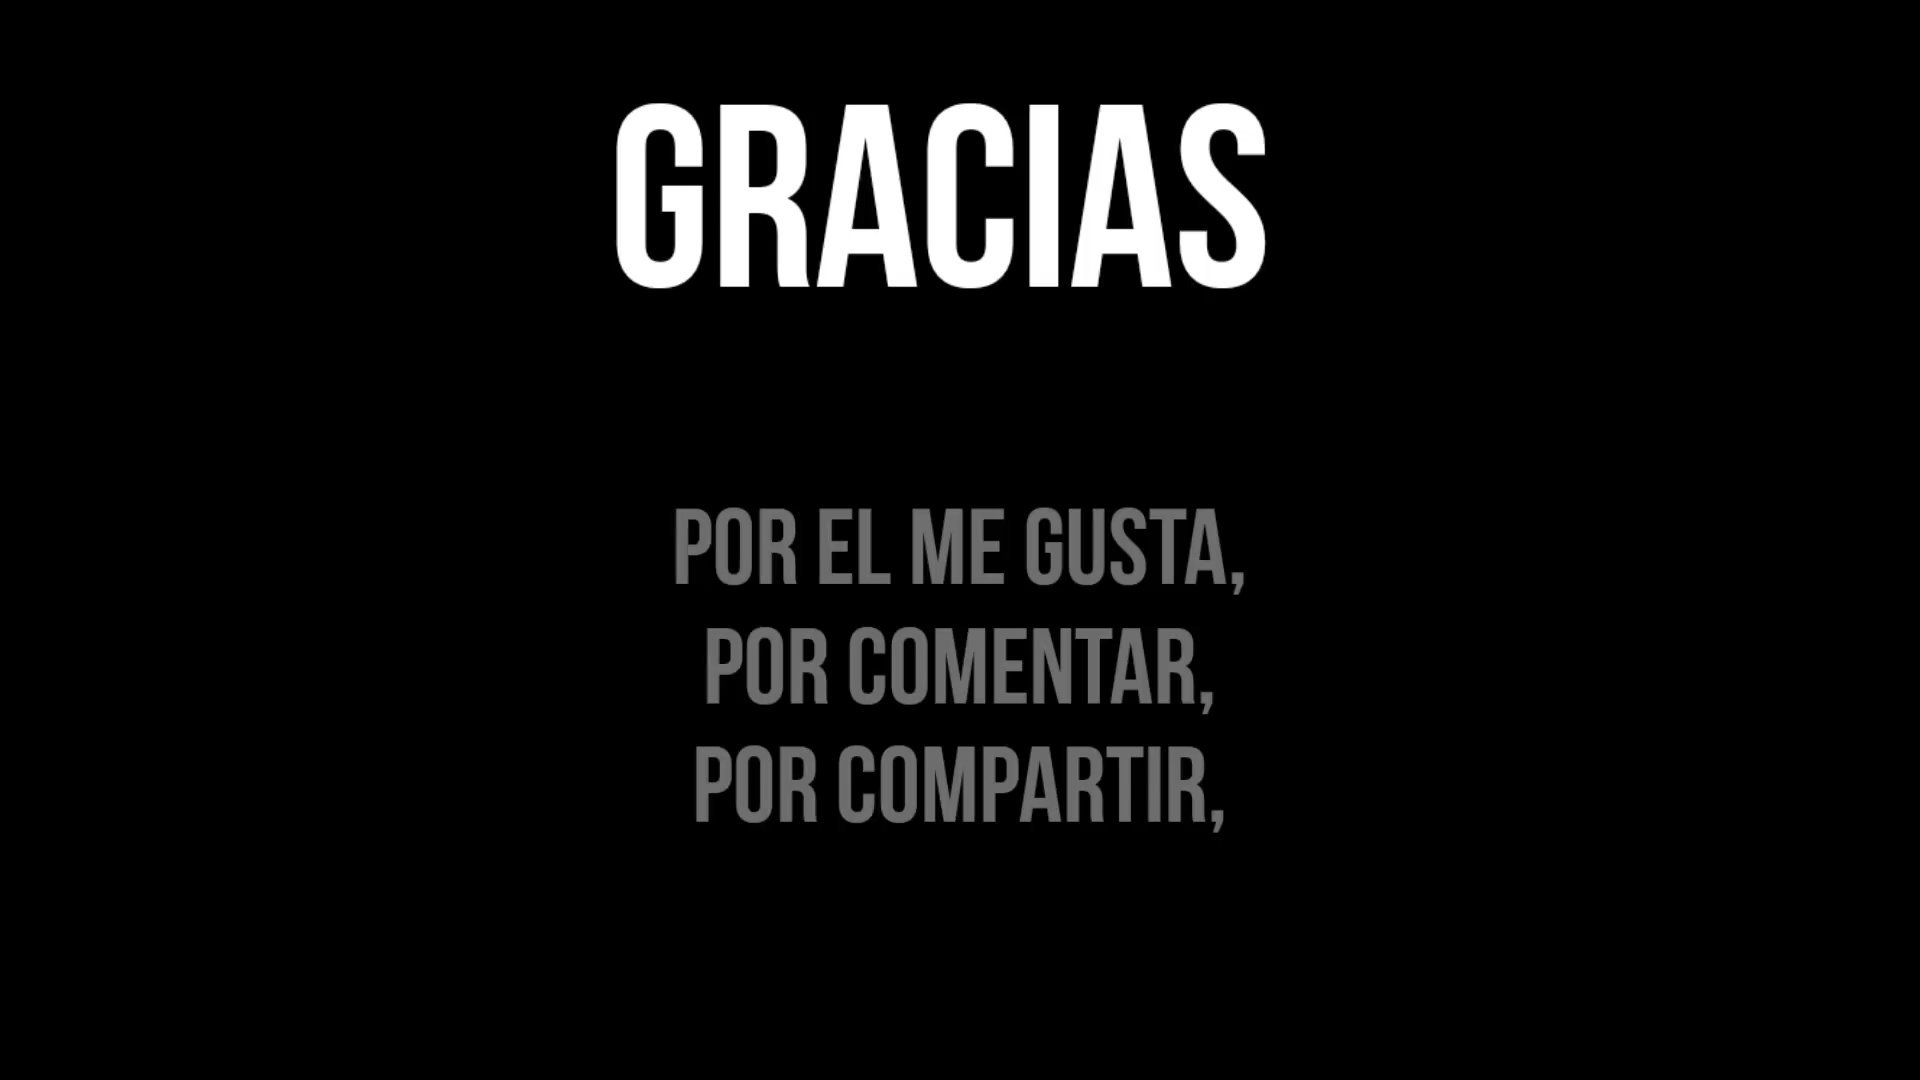 GRACIAS
POR EL ME GUSTA,
POR COMENTAR,
POR COMPARTIR,